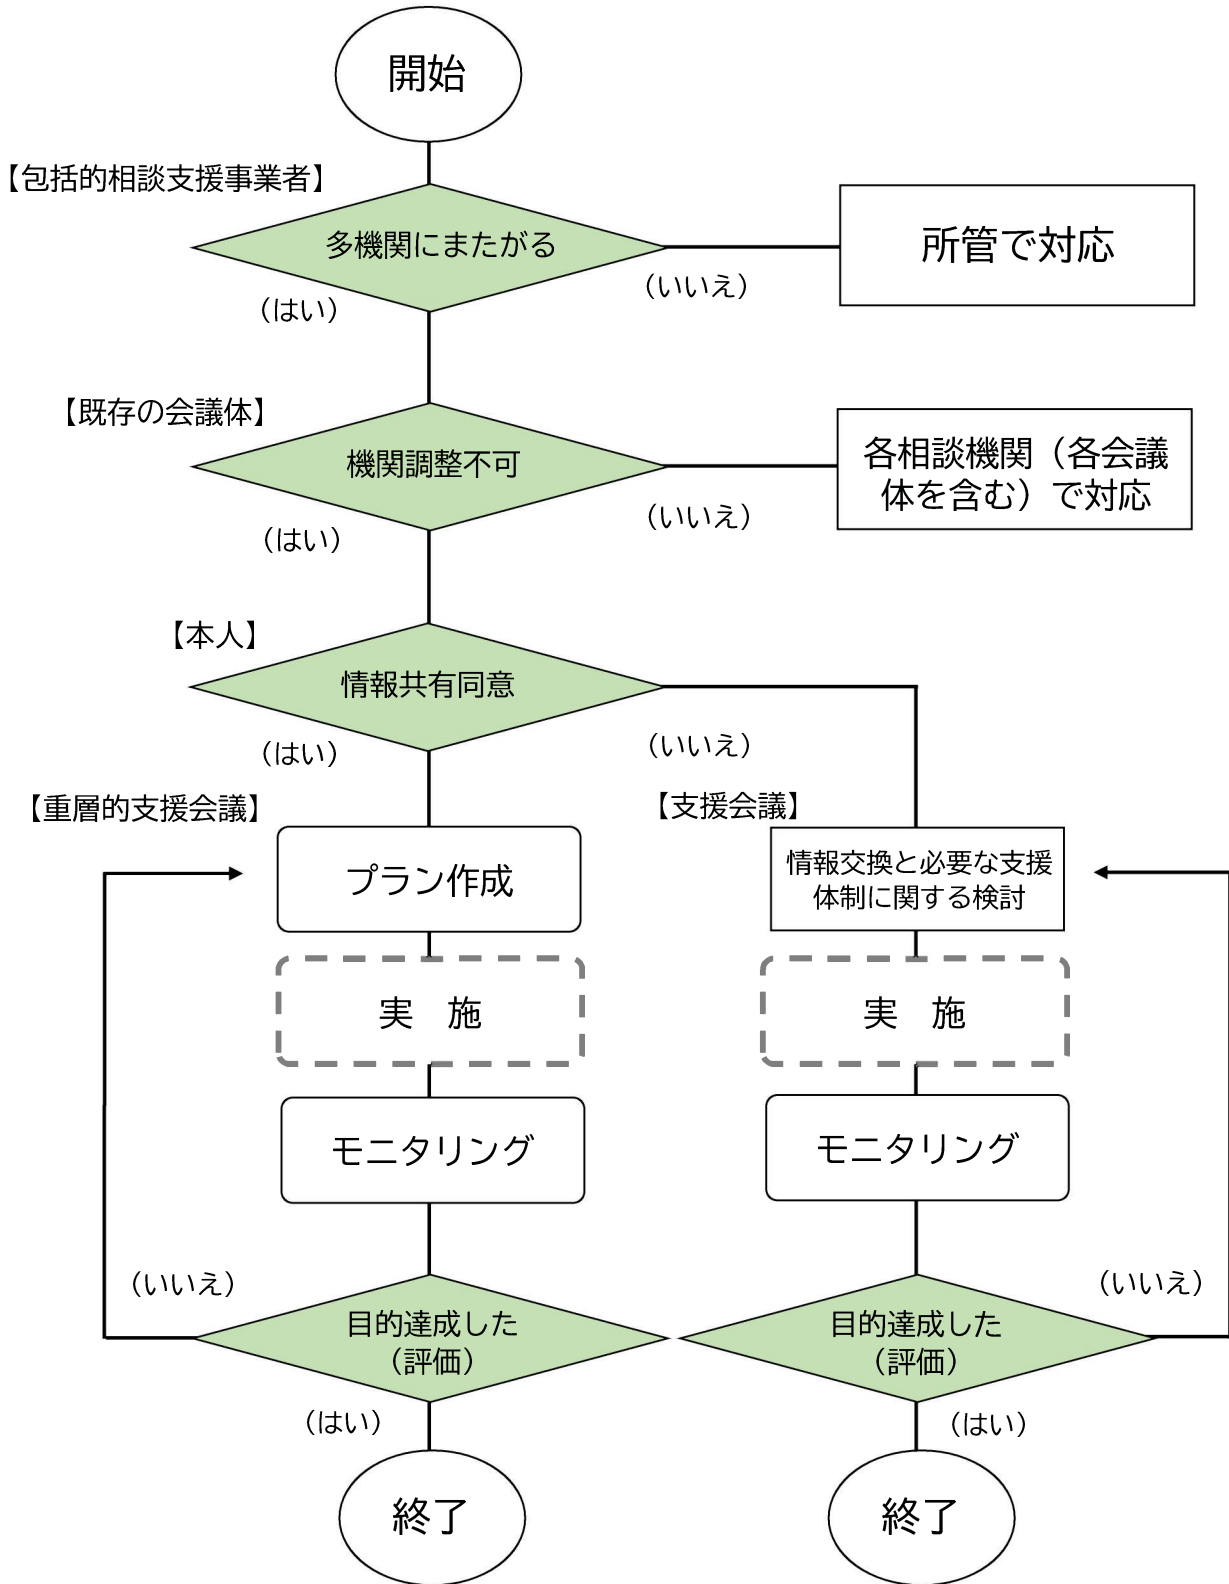 開始
【包括的相談支援事業者】
多機関にまたがる
所管で対応
（はい）
（いいえ）
【既存の会議体】
機関調整不可
各相談機関（各会議
体を含む）で対応
（はい）
（いいえ）
【本人】
情報共有同意
（はい）
（いいえ）
【重層的支援会議】
【支援会議】
プラン作成
情報交換と必要な支援
体制に関する検討
実　施
実　施
モニタリング
モニタリング
（いいえ）
目的達成した
（評価）
目的達成した
（評価）
（いいえ）
（はい）
（はい）
終了
終了